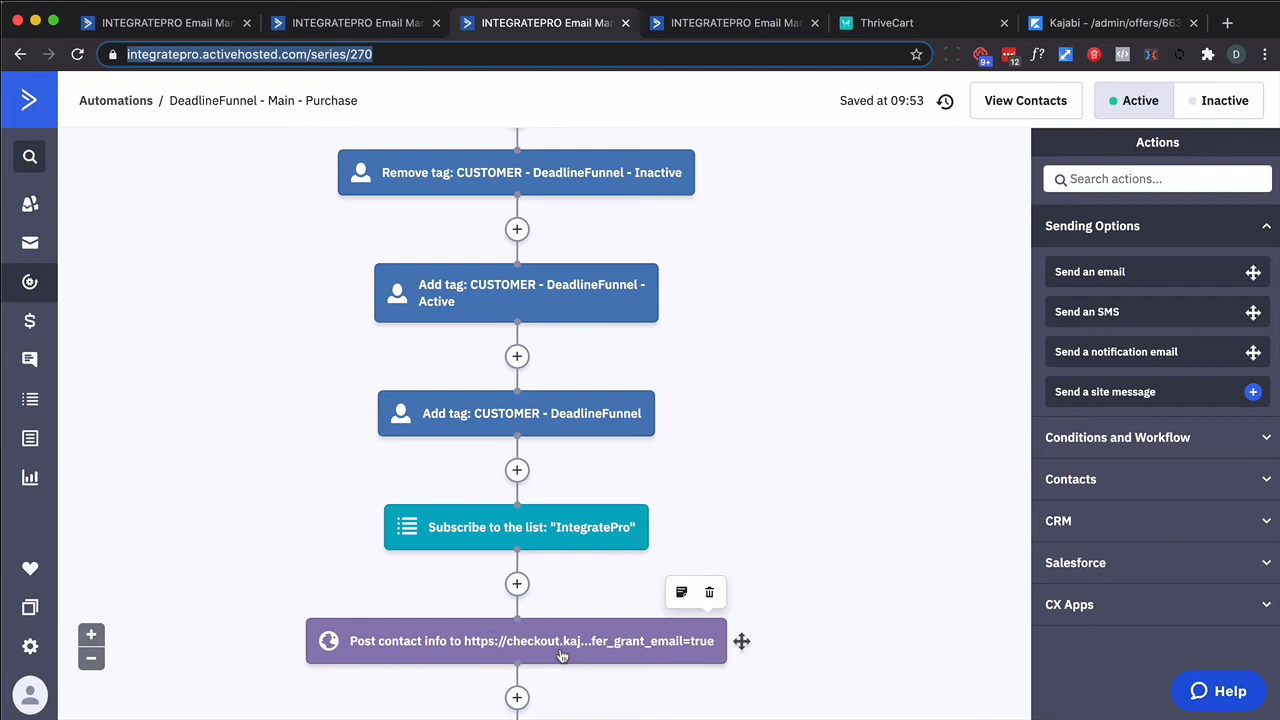 INTEGRATEPRO Email Mar
INTEGRATEPRO Email Mar
INTEGRATEPRO Email Mar
INTEGRATEPRO Email Mar
ThriveCart
Kajabi - /admin/offers/663
integratepro.activehosted.com/series/270
9+
12
f?
D
Automations / DeadlineFunnel - Main - Purchase
Saved at 09:53
View Contacts
Active
Inactive
Remove tag: CUSTOMER - DeadlineFunnel - Inactive
Add tag: CUSTOMER - DeadlineFunnel -
Active
Add tag: CUSTOMER - DeadlineFunnel
Subscribe to the list: "IntegratePro"
Post contact info to https://checkout.kaj...fer_grant_email=true
Actions
Search actions...
Sending Options
Send an email
Send an SMS
Send a notification email
Send a site message
Conditions and Workflow
Contacts
CRM
Salesforce
CX Apps
Help